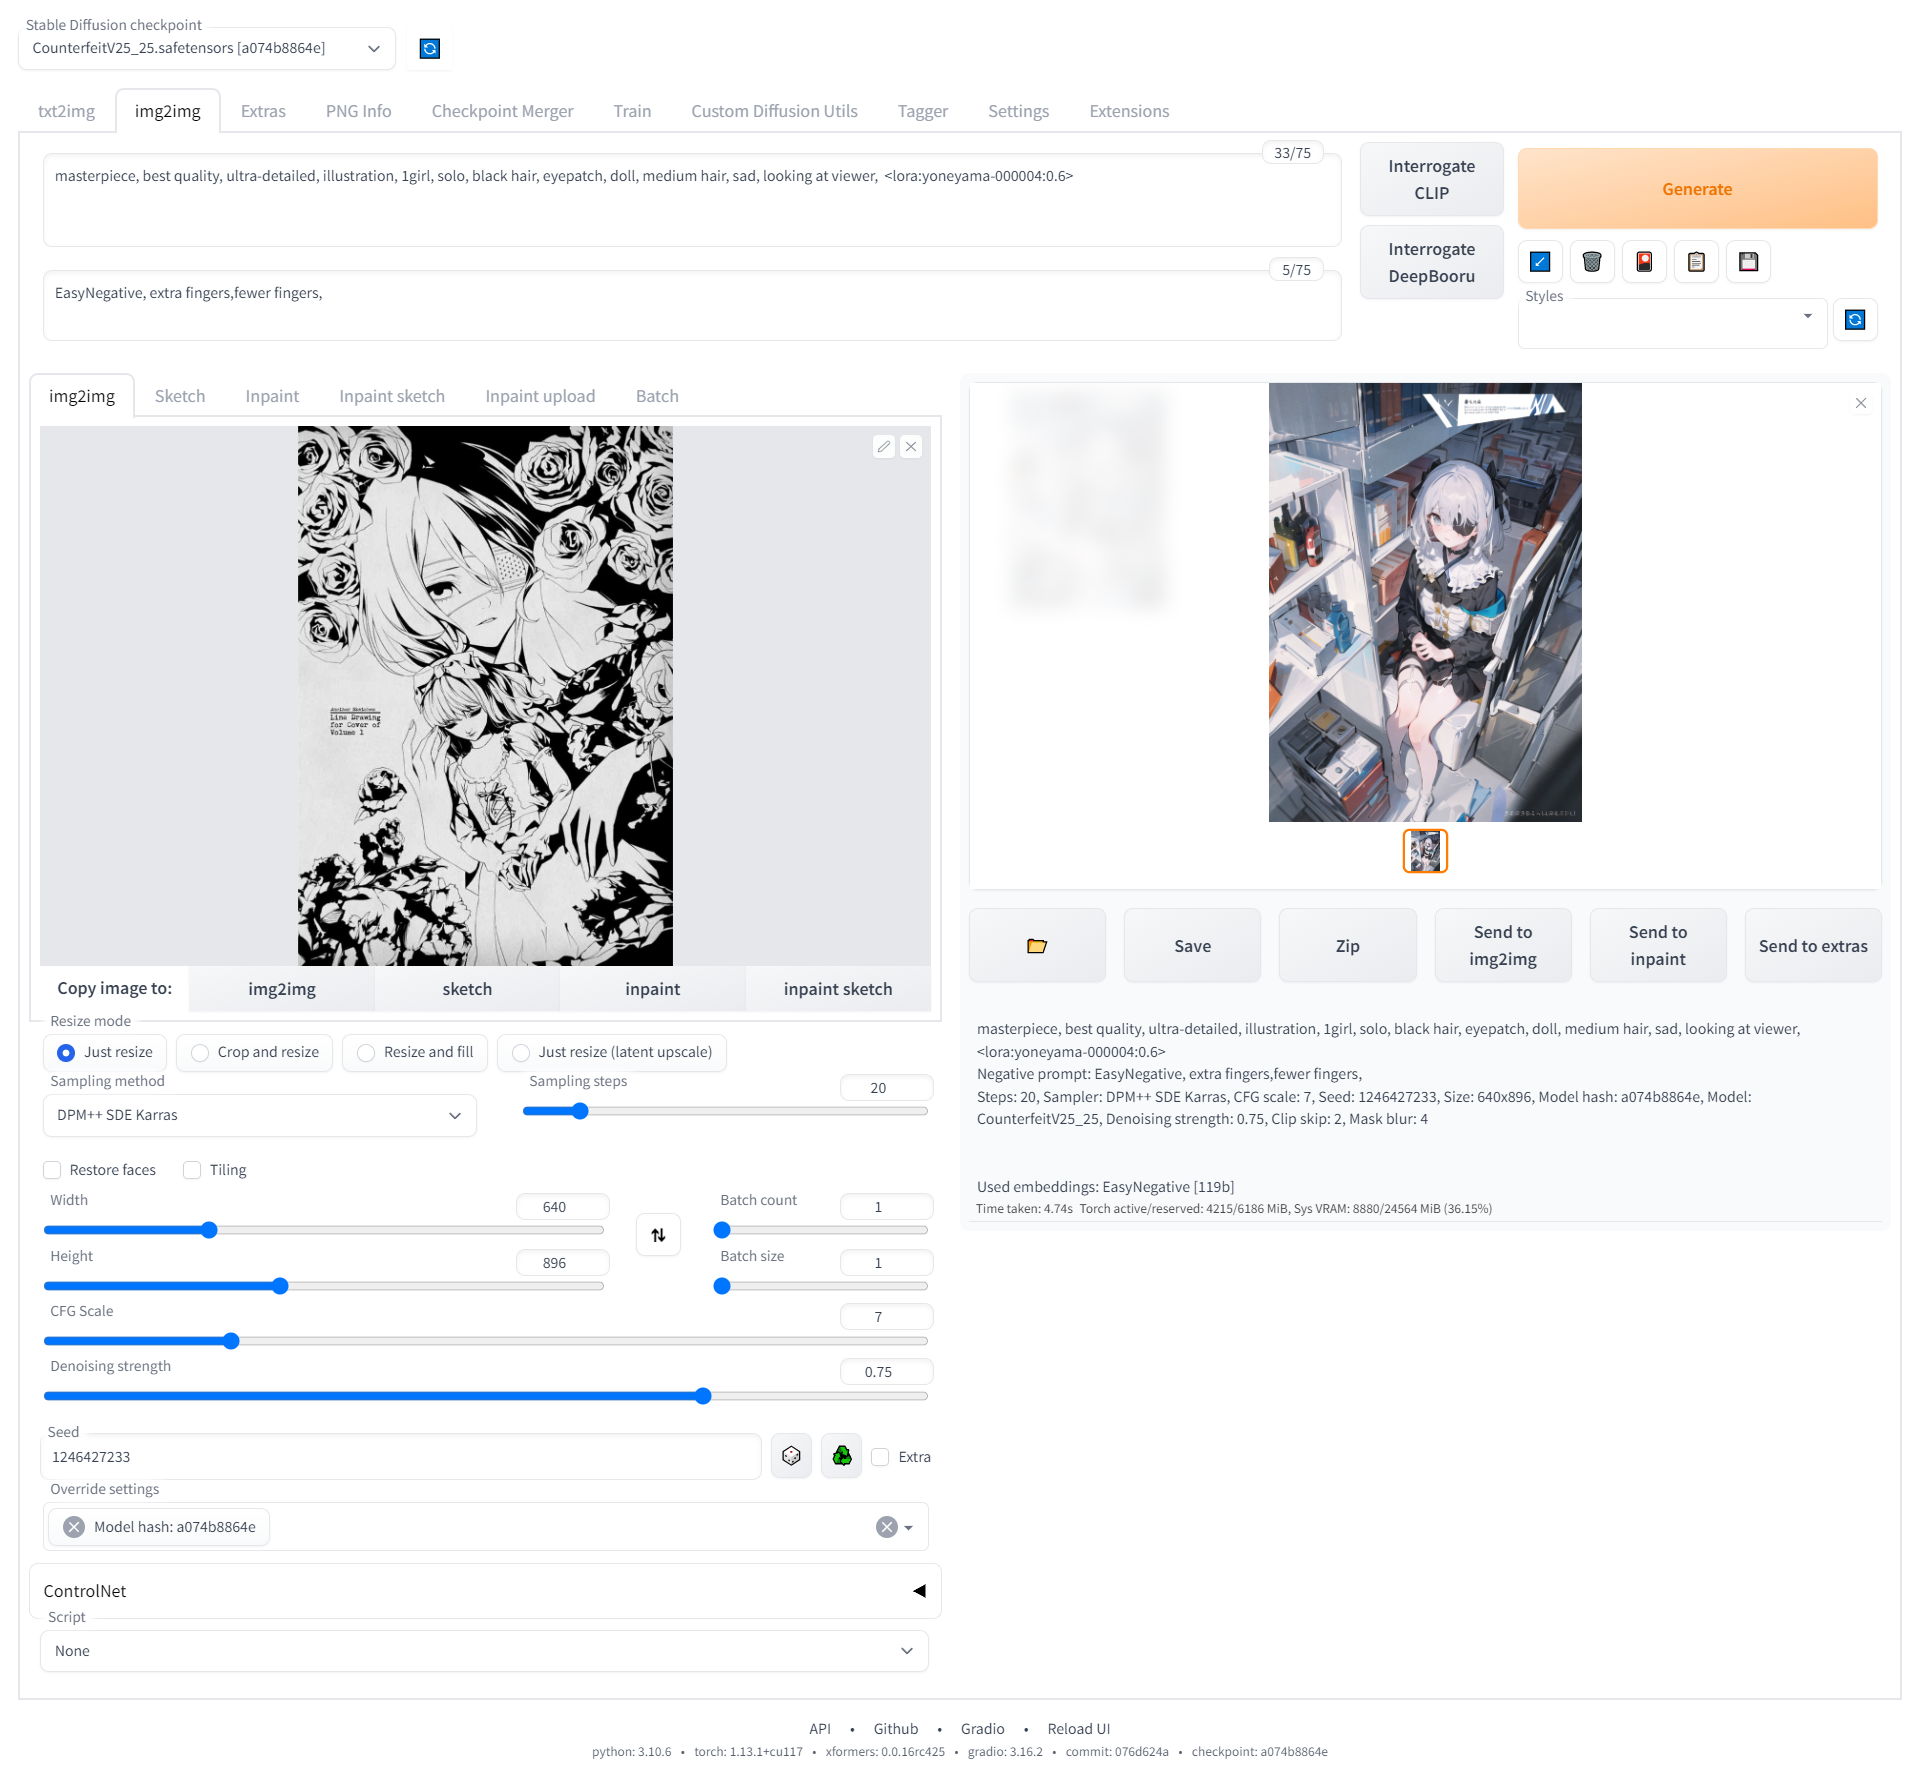 Stable Diffusion checkpoint
CounterfeitV25_25.safetensors [a074b8864e]
txt2img
img2img
Extras
PNG Info
Checkpoint Merger
Train
Custom Diffusion Utils
Tagger
Settings
Extensions
33/75
masterpiece, best quality, ultra-detailed, illustration, 1girl, solo, black hair, eyepatch, doll, medium hair, sad, looking at viewer, <lora:yoneyama-000004:0.6>
5/75
EasyNegative, extra fingers,fewer fingers,
Interrogate
CLIP
Interrogate
DeepBooru
Generate
Styles
img2img
Sketch
Inpaint
Inpaint sketch
Inpaint upload
Batch
Another Sketches
Line Drawing
for Cover of
Volume 1
Copy image to:
img2img
sketch
inpaint
inpaint sketch
Resize mode
Just resize
Crop and resize
Resize and fill
Just resize (latent upscale)
Sampling method
DPM++ SDE Karras
Sampling steps
20
Restore faces
Tiling
Width
640
Height
896
Batch count
1
Batch size
1
CFG Scale
7
Denoising strength
0.75
Seed
1246427233
Extra
Override settings
Model hash: a074b8864e
ControlNet
Script
None
Save
Zip
Send to
img2img
Send to
inpaint
Send to extras
masterpiece, best quality, ultra-detailed, illustration, 1girl, solo, black hair, eyepatch, doll, medium hair, sad, looking at viewer,
<lora:yoneyama-000004:0.6>
Negative prompt: EasyNegative, extra fingers,fewer fingers,
Steps: 20, Sampler: DPM++ SDE Karras, CFG scale: 7, Seed: 1246427233, Size: 640x896, Model hash: a074b8864e, Model:
CounterfeitV25_25, Denoising strength: 0.75, Clip skip: 2, Mask blur: 4
Used embeddings: EasyNegative [119b]
Time taken: 4.74s Torch active/reserved: 4215/6186 MiB, Sys VRAM: 8880/24564 MiB (36.15%)
API • Github • Gradio • Reload UI
python: 3.10.6 • torch: 1.13.1+cu117 • xformers: 0.0.16rc425 • gradio: 3.16.2 • commit: 076d624a • checkpoint: a074b8864e